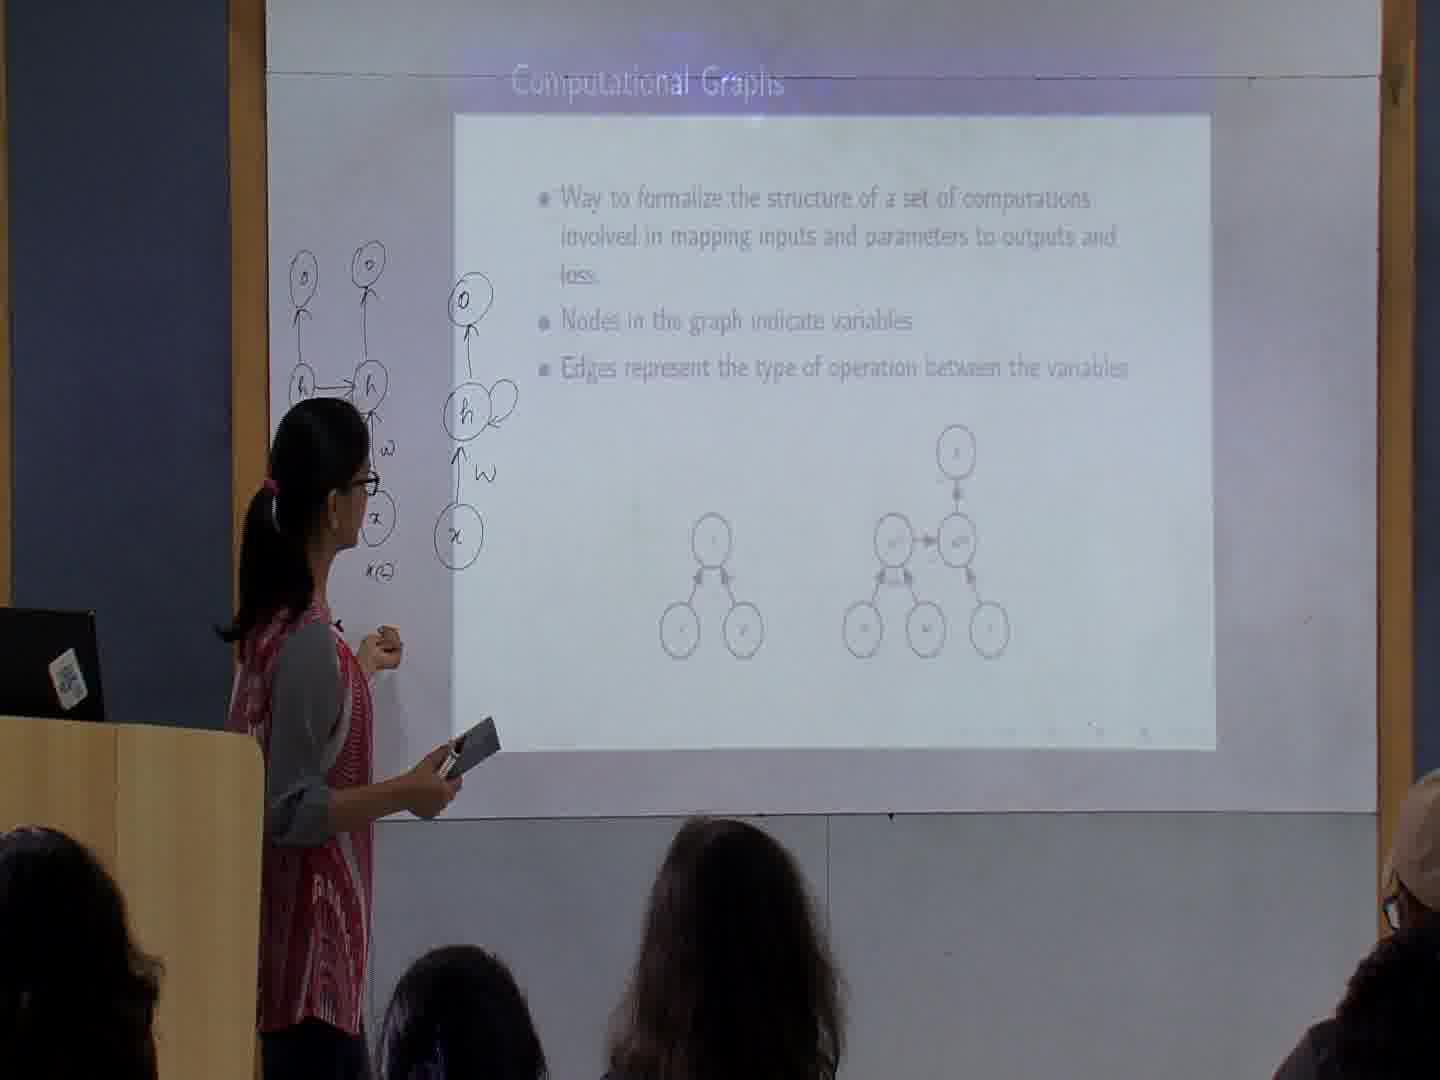 Computational Graphs
Way to formalize the structure of a set of computations
involved in mapping inputs and parameters to outputs and
loss.
Nodes in the graph indicate variables
Edges represent the type of operation between the variables
o o o
h h h
w w
x x
x(2)